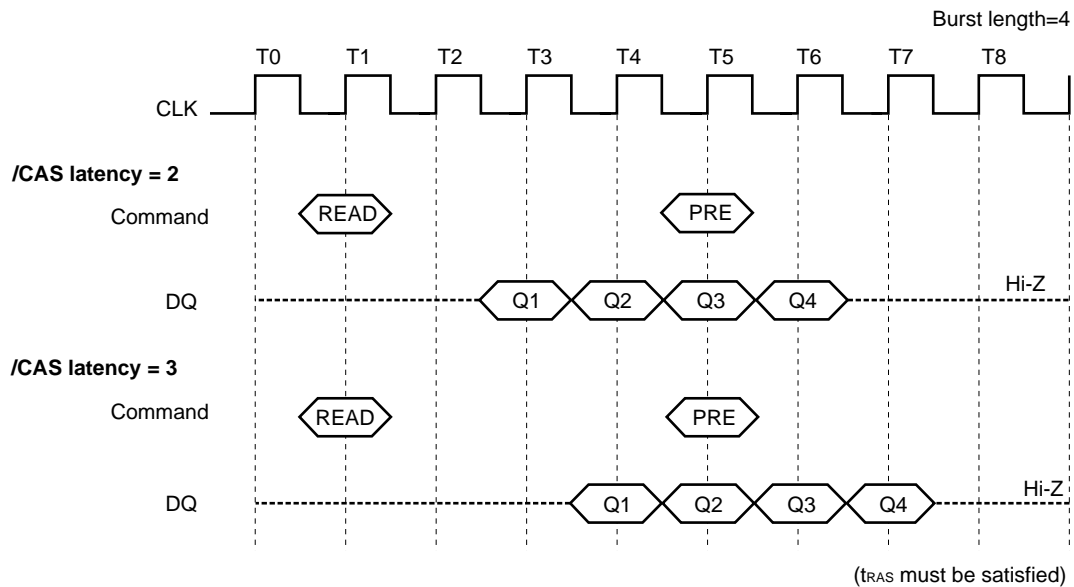 Burst length=4
T0 T1 T2 T3 T4 T5 T6 T7 T8
CLK
/CAS latency = 2
Command READ PRE
DQ Q1 Q2 Q3 Q4 Hi-Z
/CAS latency = 3
Command READ PRE
DQ Q1 Q2 Q3 Q4 Hi-Z
(tRAS must be satisfied)